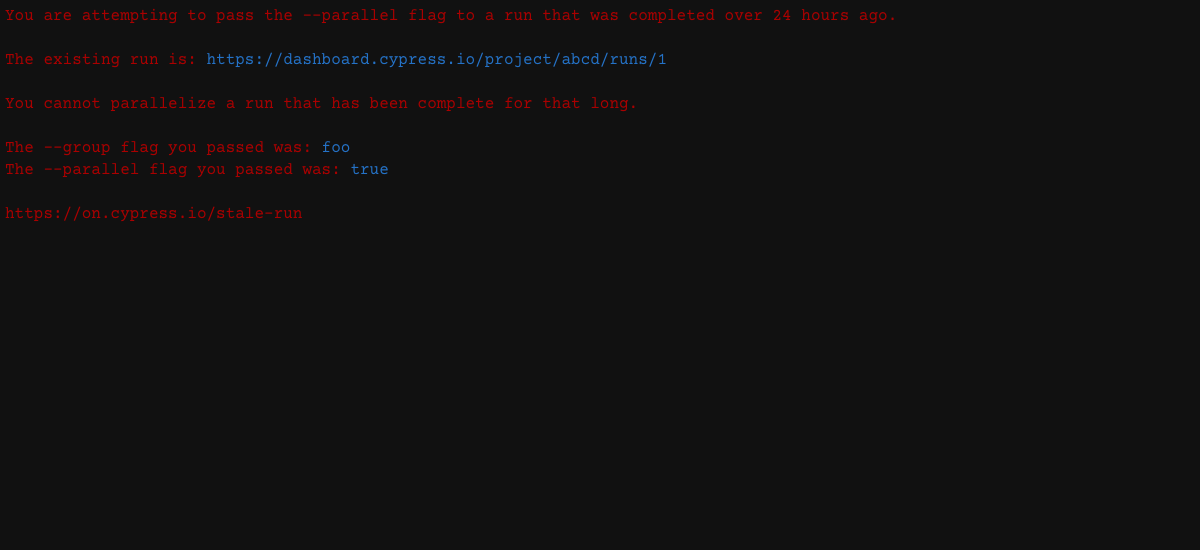 You are attempting to pass the --parallel flag to a run that was completed over 24 hours ago.
The existing run is: https://dashboard.cypress.io/project/abcd/runs/1
You cannot parallelize a run that has been complete for that long.
The --group flag you passed was: foo
The --parallel flag you passed was: true
https://on.cypress.io/stale-run